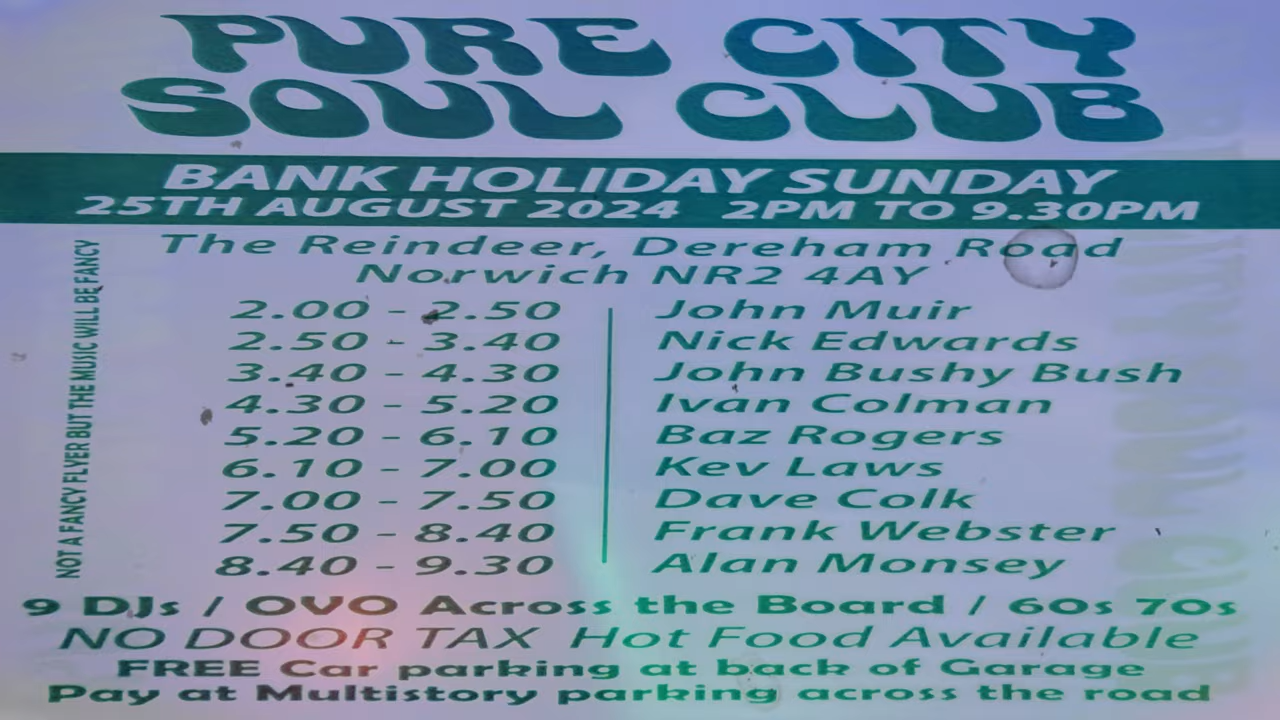 PURE CITY
SOUL CLUB
BANK HOLIDAY SUNDAY
25TH AUGUST 2024 2PM TO 9.30PM
The Reindeer, Dereham Road
Norwich NR2 4AY
NOT A FANCY FLYER BUT THE MUSIC WILL BE FANCY
2.00 - 2.50 John Muir
2.50 - 3.40 Nick Edwards
3.40 - 4.30 John Bushy Bush
4.30 - 5.20 Ivan Colman
5.20 - 6.10 Baz Rogers
6.10 - 7.00 Kev Laws
7.00 - 7.50 Dave Colk
7.50 - 8.40 Frank Webster
8.40 - 9.30 Alan Monsey
9 DJs / OVO Across the Board / 60s 70s
NO DOOR TAX Hot Food Available
FREE Car parking at back of Garage
Pay at Multistory parking across the road